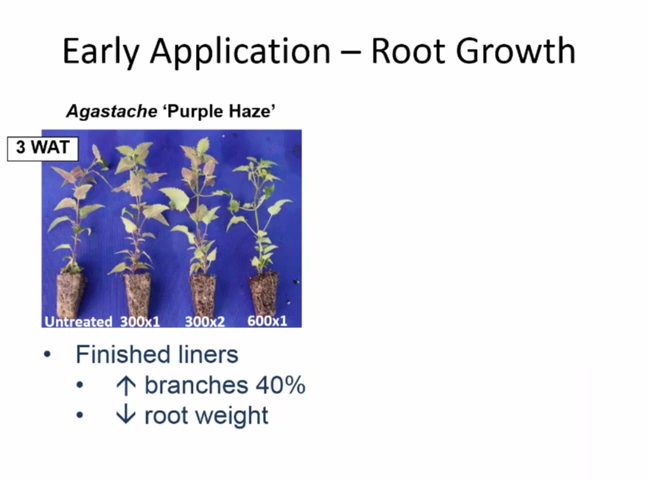 Early Application – Root Growth
Agastache ‘Purple Haze’
3 WAT
Untreated 300x1 300x2 600x1
• Finished liners
• ↑ branches 40%
• ↓ root weight